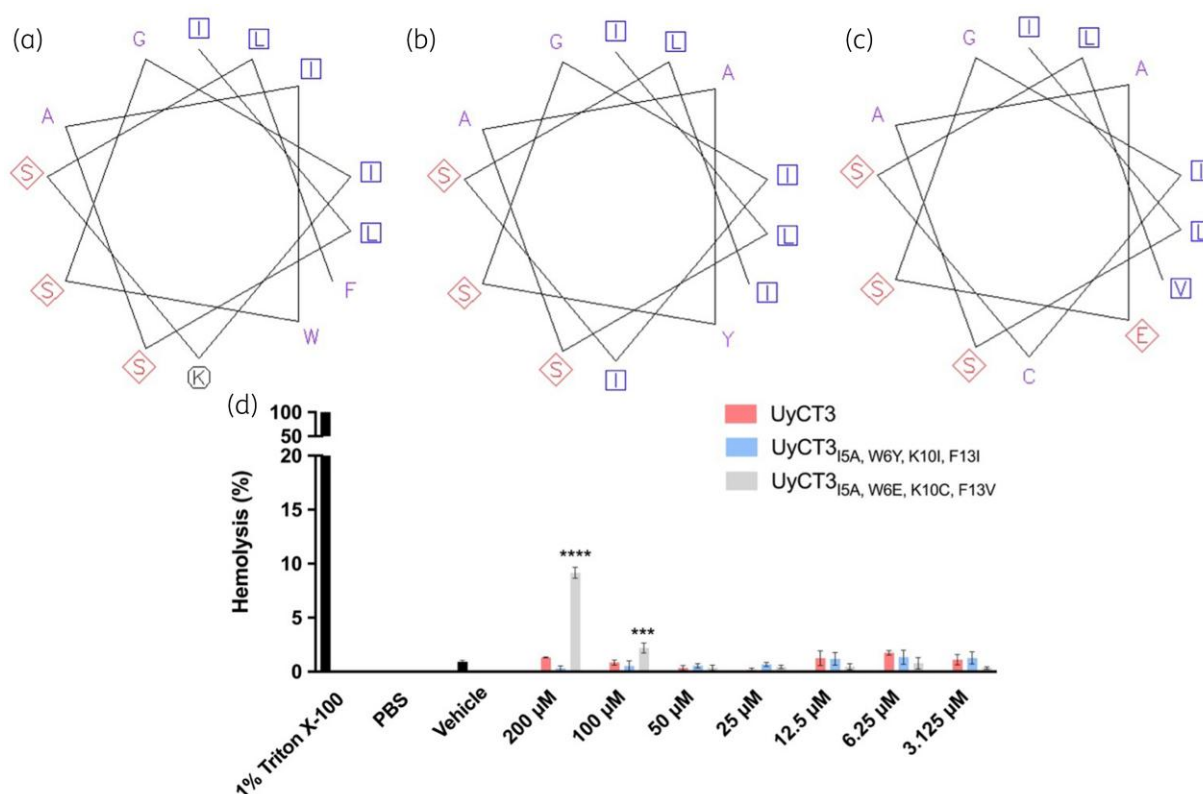 (a)
G
I
L
I
A
S
I
L
S
F
W
S
K
(b)
G
I
L
A
A
S
I
L
S
I
Y
S
I
(c)
G
I
L
A
A
S
I
L
S
V
E
S
C
(d)
Hemolysis (%)
100
50
20
15
10
5
0
****
***
UyCT3
UyCT3I5A, W6Y, K10I, F13I
UyCT3I5A, W6E, K10C, F13V
1% Triton X-100
PBS
Vehicle
200 µM
100 µM
50 µM
25 µM
12.5 µM
6.25 µM
3.125 µM